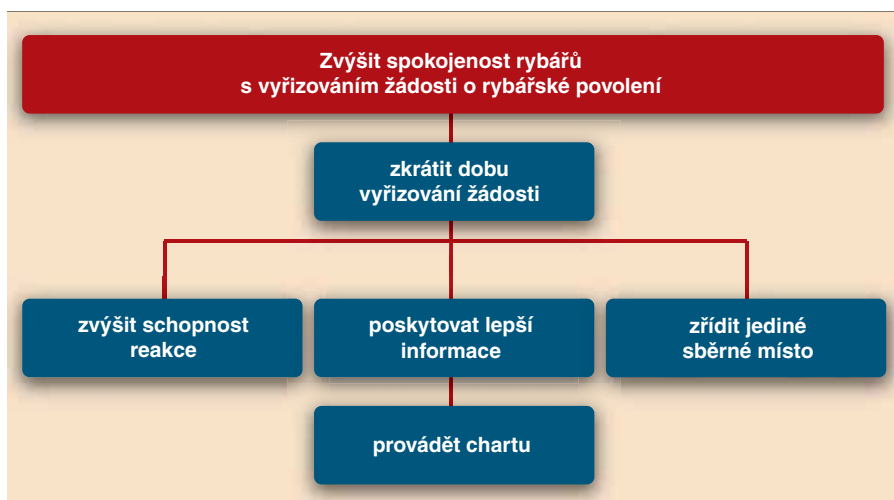 Zvýšit spokojenost rybářů
s vyřizováním žádosti o rybářské povolení
zkrátit dobu
vyřizování žádosti
zvýšit schopnost
reakce
poskytovat lepší
informace
zřídit jediné
sběrné místo
provádět chartu